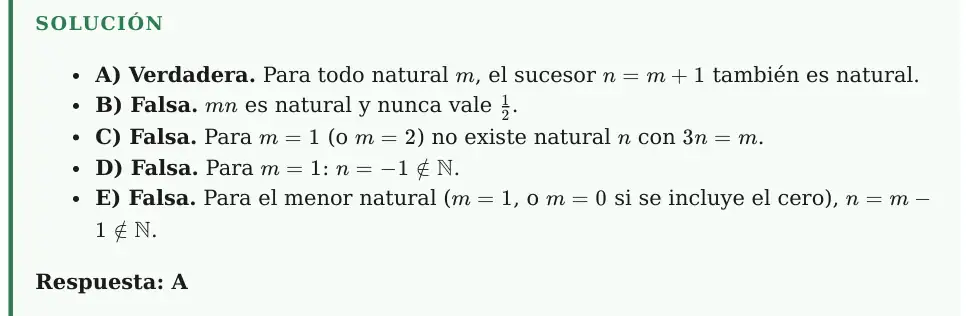 SOLUCIÓN
• A) Verdadera. Para todo natural m, el sucesor n = m + 1 también es natural.
• B) Falsa. mn es natural y nunca vale 1/2.
• C) Falsa. Para m = 1 (o m = 2) no existe natural n con 3n = m.
• D) Falsa. Para m = 1: n = −1 ∉ ℕ.
• E) Falsa. Para el menor natural (m = 1, o m = 0 si se incluye el cero), n = m −
1 ∉ ℕ.
Respuesta: A